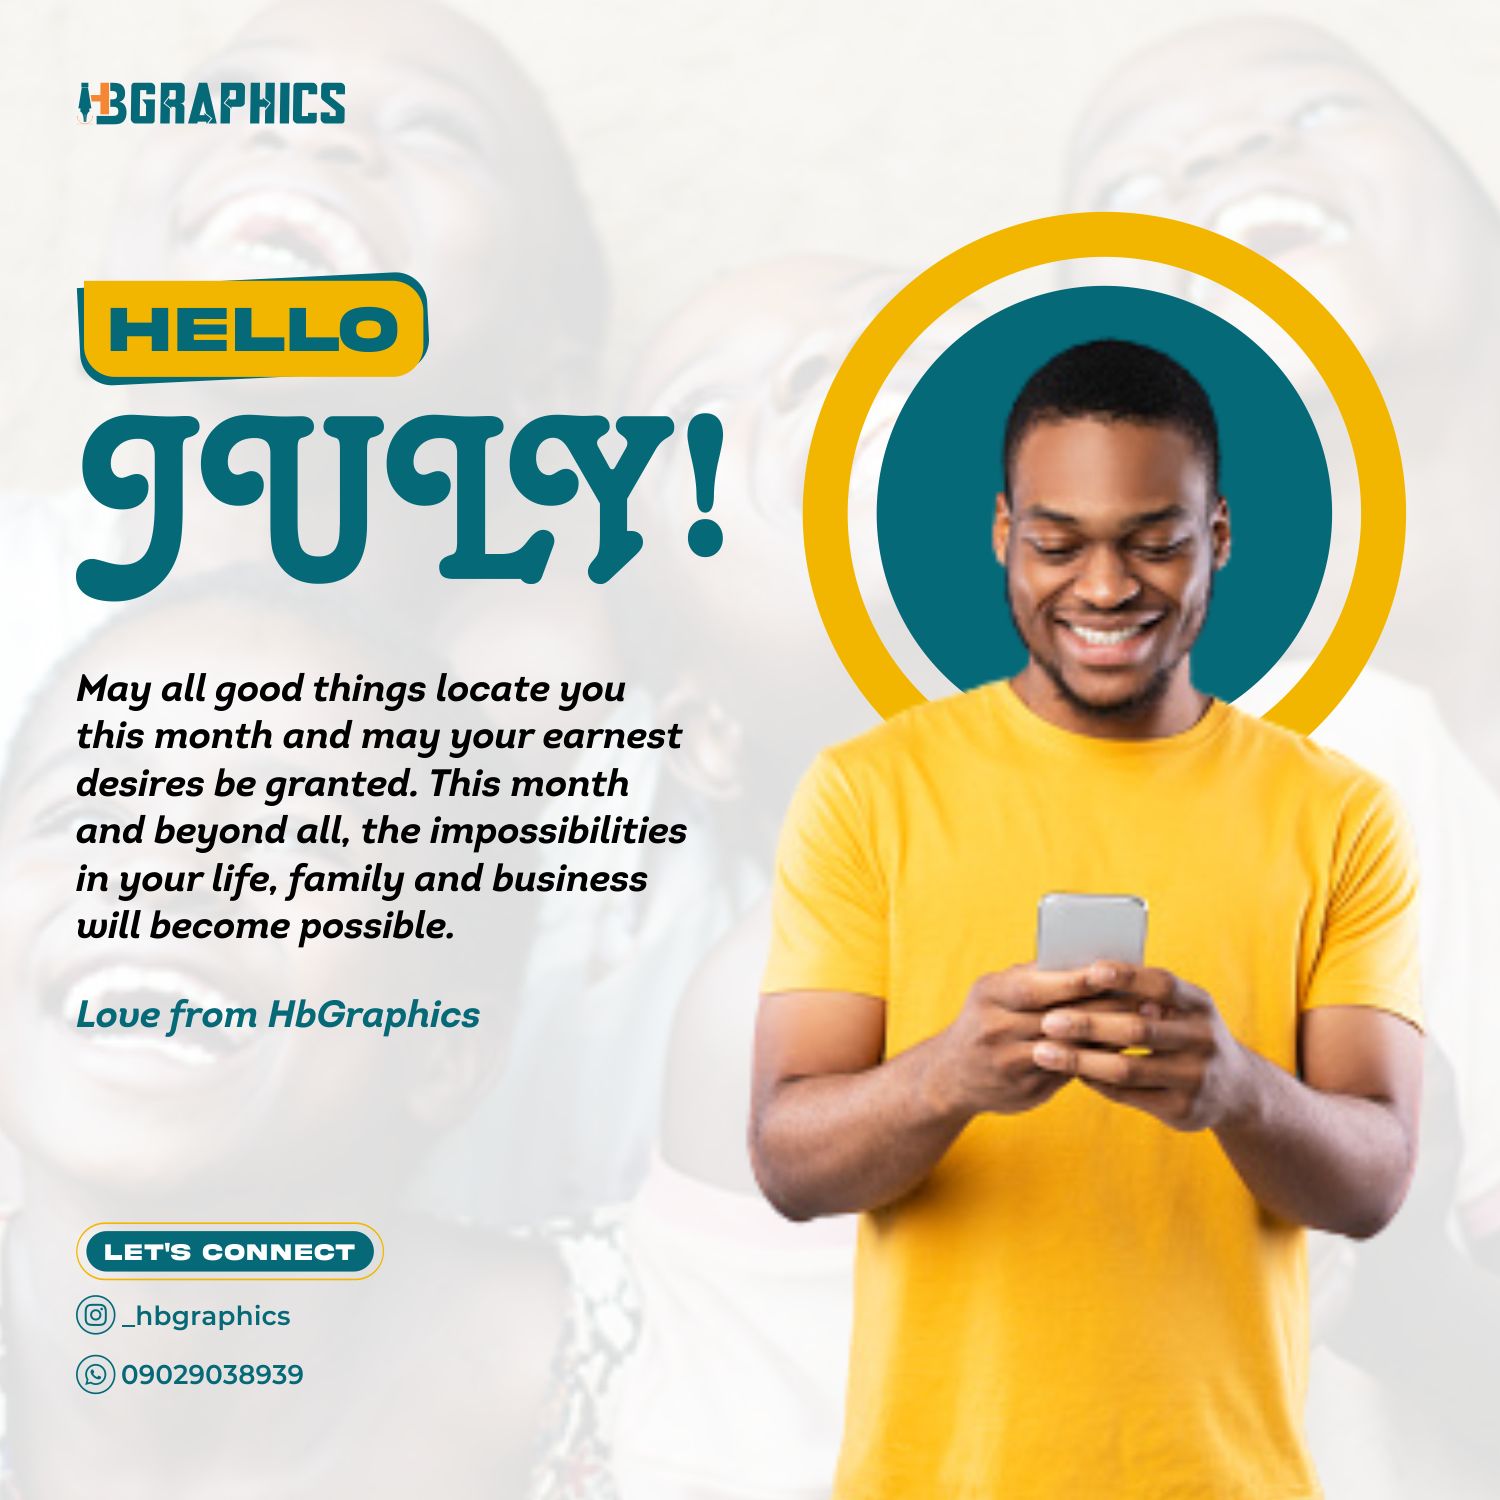 HBGRAPHICS
HELLO
JULY!
May all good things locate you
this month and may your earnest
desires be granted. This month
and beyond all, the impossibilities
in your life, family and business
will become possible.
Love from HbGraphics
LET'S CONNECT
_hbgraphics
09029038939